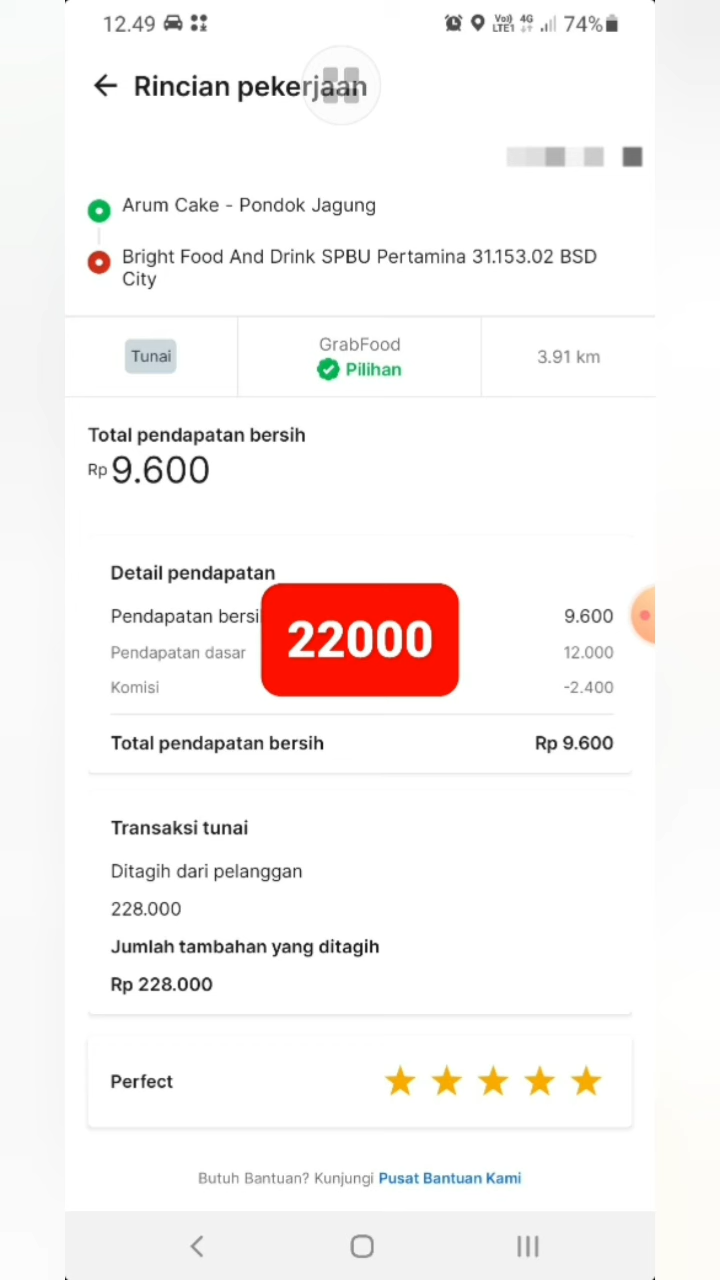 12.49
Vo)) LTE1 4G 74%
Rincian pekerjaan
Arum Cake - Pondok Jagung
Bright Food And Drink SPBU Pertamina 31.153.02 BSD
City
Tunai
GrabFood
Pilihan
3.91 km
Total pendapatan bersih
Rp 9.600
Detail pendapatan
Pendapatan bersi 9.600
22000
Pendapatan dasar 12.000
Komisi -2.400
Total pendapatan bersih Rp 9.600
Transaksi tunai
Ditagih dari pelanggan
228.000
Jumlah tambahan yang ditagih
Rp 228.000
Perfect
Butuh Bantuan? Kunjungi Pusat Bantuan Kami